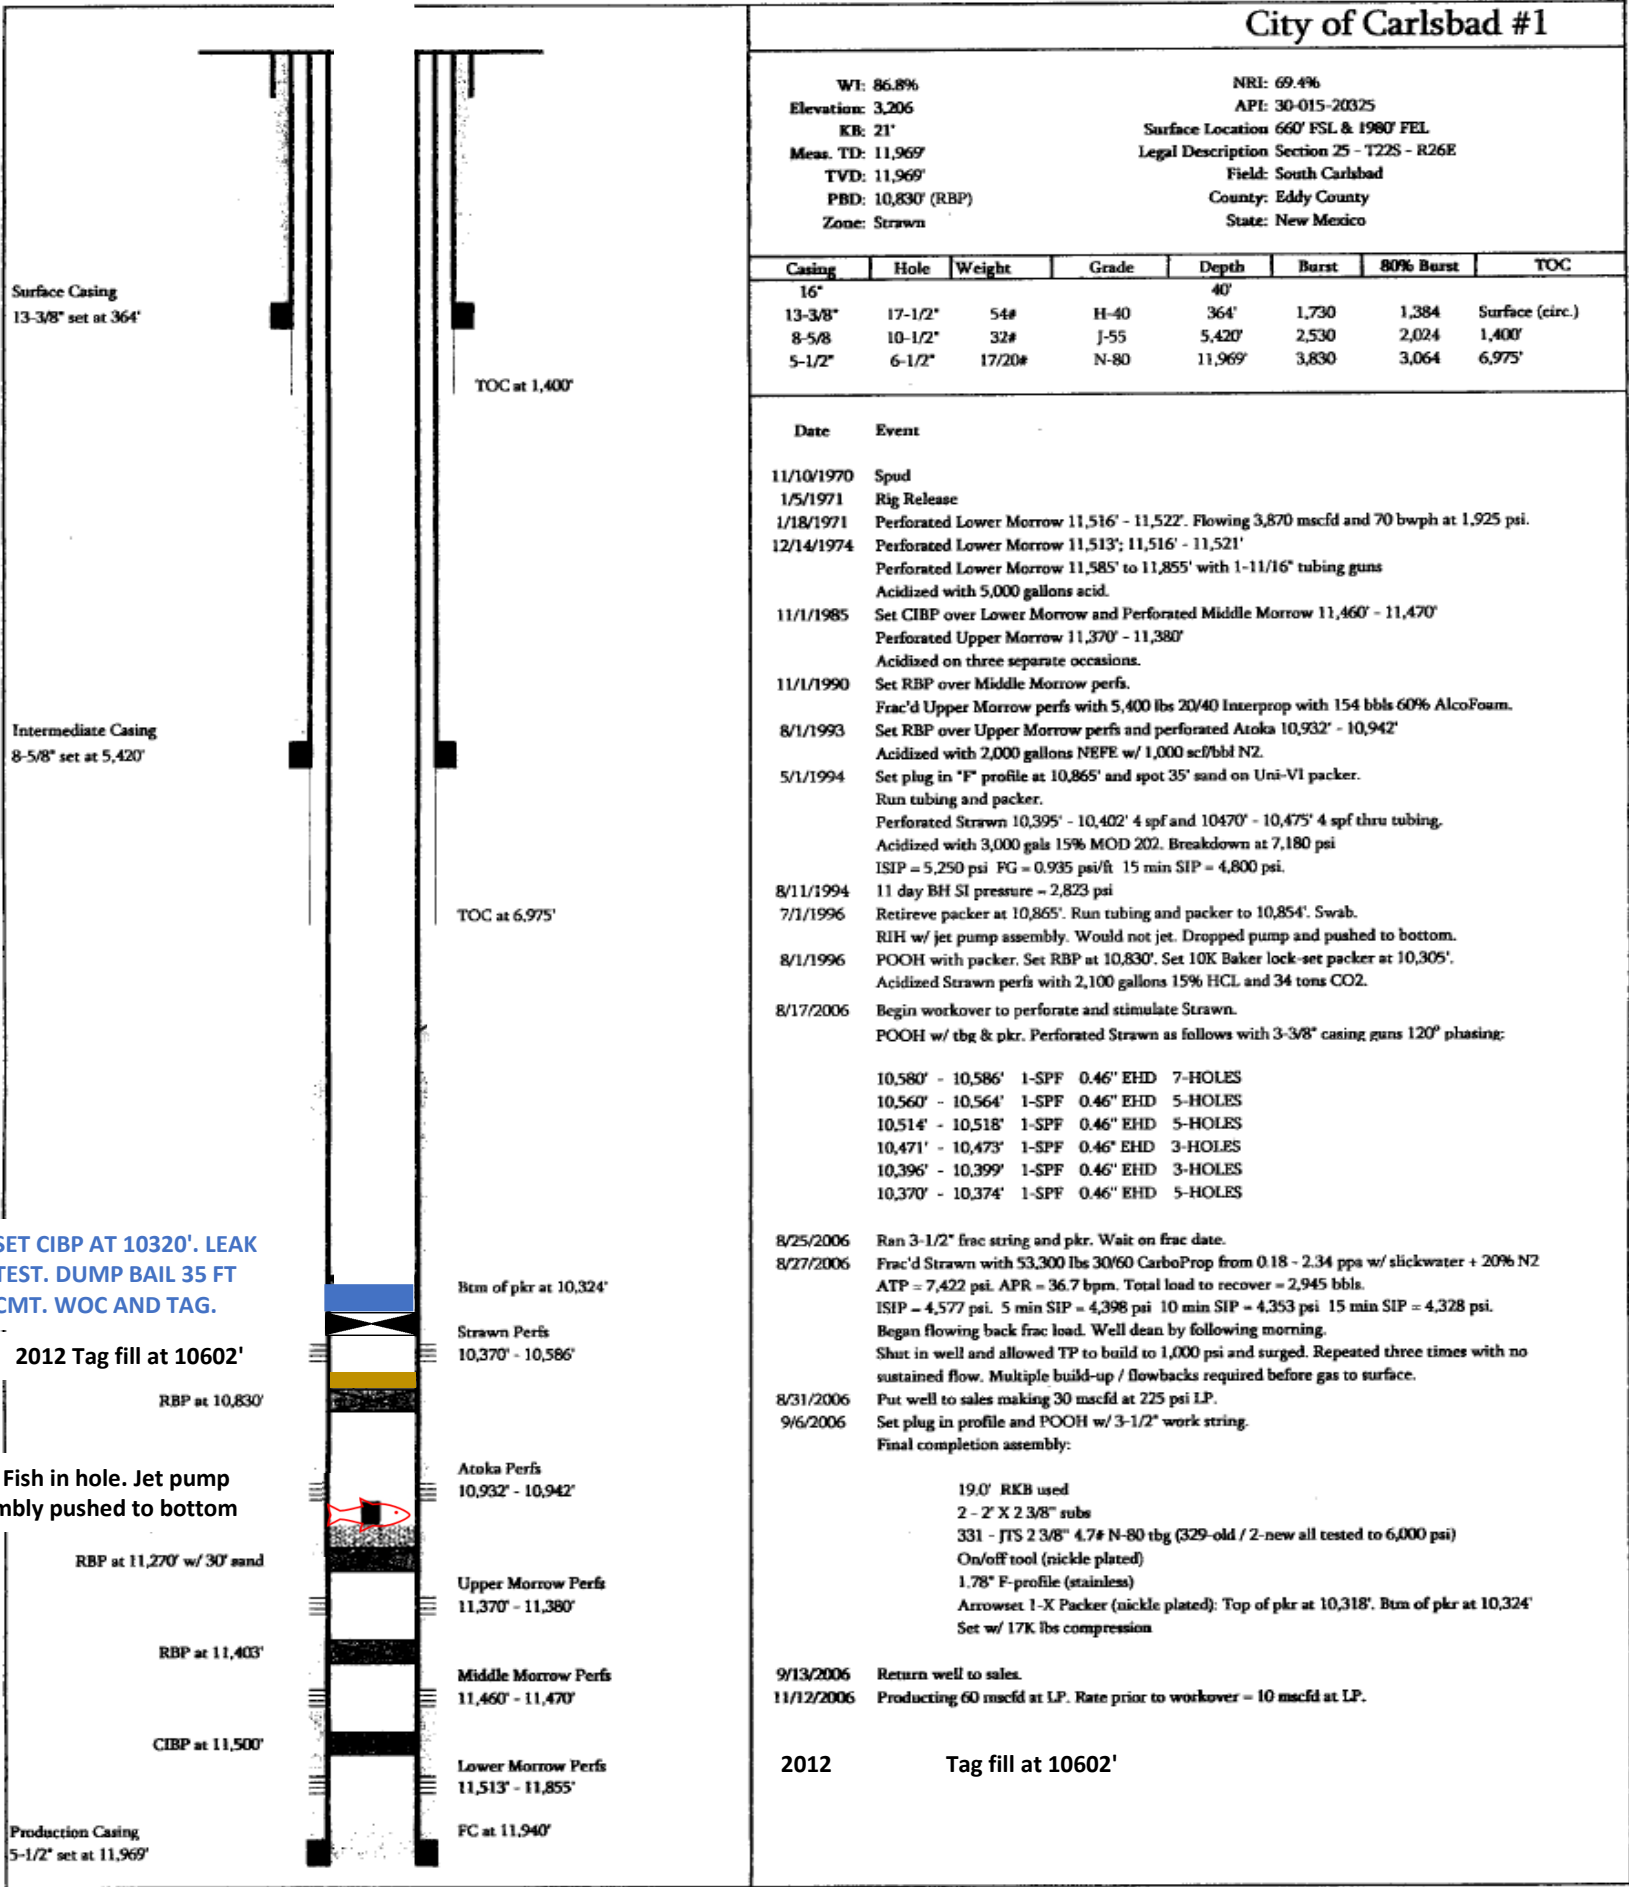 City of Carlsbad #1
WI: 86.8%
Elevation: 3,206
KB: 21'
Meas. TD: 11,969'
TVD: 11,969'
PBD: 10,830' (RBP)
Zone: Strawn
NRI: 69.4%
API: 30-015-20325
Surface Location 660' FSL & 1980' FEL
Legal Description Section 25 - T22S - R26E
Field: South Carlsbad
County: Eddy County
State: New Mexico
Casing Hole Weight Grade Depth Burst 80% Burst TOC
16" 40'
13-3/8" 17-1/2" 54# H-40 364' 1,730 1,384 Surface (circ.)
8-5/8 10-1/2" 32# J-55 5,420' 2,530 2,024 1,400'
5-1/2" 6-1/2" 17/20# N-80 11,969' 3,830 3,064 6,975'
Date Event
11/10/1970 Spud
1/5/1971 Rig Release
1/18/1971 Perforated Lower Morrow 11,516' - 11,522'. Flowing 3,870 mscfd and 70 bwph at 1,925 psi.
12/14/1974 Perforated Lower Morrow 11,513'; 11,516' - 11,521'
Perforated Lower Morrow 11,585' to 11,855' with 1-11/16" tubing guns
Acidized with 5,000 gallons acid.
11/1/1985 Set CIBP over Lower Morrow and Perforated Middle Morrow 11,460' - 11,470'
Perforated Upper Morrow 11,370' - 11,380'
Acidized on three separate occasions.
11/1/1990 Set RBP over Middle Morrow perfs.
Frac'd Upper Morrow perfs with 5,400 lbs 20/40 Interprop with 154 bbls 60% AlcoFoam.
8/1/1993 Set RBP over Upper Morrow perfs and perforated Atoka 10,932' - 10,942'
Acidized with 2,000 gallons NEFE w/ 1,000 scf/bbl N2.
5/1/1994 Set plug in "F" profile at 10,865' and spot 35' sand on Uni-VI packer.
Run tubing and packer.
Perforated Strawn 10,395' - 10,402' 4 spf and 10470' - 10,475' 4 spf thru tubing.
Acidized with 3,000 gals 15% MOD 202. Breakdown at 7,180 psi
ISIP = 5,250 psi FG = 0.935 psi/ft 15 min SIP = 4,800 psi.
8/11/1994 11 day BH SI pressure = 2,823 psi
7/1/1996 Retireve packer at 10,865'. Run tubing and packer to 10,854'. Swab.
RIH w/ jet pump assembly. Would not jet. Dropped pump and pushed to bottom.
8/1/1996 POOH with packer. Set RBP at 10,830'. Set 10K Baker lock-set packer at 10,305'.
Acidized Strawn perfs with 2,100 gallons 15% HCL and 34 tons CO2.
8/17/2006 Begin workover to perforate and stimulate Strawn.
POOH w/ tbg & pkr. Perforated Strawn as follows with 3-3/8" casing guns 120° phasing:
10,580' - 10,586' 1-SPF 0.46" EHD 7-HOLES
10,560' - 10,564' 1-SPF 0.46" EHD 5-HOLES
10,514' - 10,518' 1-SPF 0.46" EHD 5-HOLES
10,471' - 10,473' 1-SPF 0.46" EHD 3-HOLES
10,396' - 10,399' 1-SPF 0.46" EHD 3-HOLES
10,370' - 10,374' 1-SPF 0.46" EHD 5-HOLES
8/25/2006 Ran 3-1/2" frac string and pkr. Wait on frac date.
8/27/2006 Frac'd Strawn with 53,300 lbs 30/60 CarboProp from 0.18 - 2.34 ppa w/ slickwater + 20% N2
ATP = 7,422 psi. APR = 36.7 bpm. Total load to recover = 2,945 bbls.
ISIP = 4,577 psi. 5 min SIP = 4,398 psi 10 min SIP = 4,353 psi 15 min SIP = 4,328 psi.
Began flowing back frac load. Well dean by following morning.
Shut in well and allowed TP to build to 1,000 psi and surged. Repeated three times with no
sustained flow. Multiple build-up / flowbacks required before gas to surface.
8/31/2006 Put well to sales making 30 mscfd at 225 psi LP.
9/6/2006 Set plug in profile and POOH w/ 3-1/2" work string.
Final completion assembly:
19.0' RKB used
2 - 2' X 2 3/8" subs
331 - JTS 2 3/8" 4.7# N-80 tbg (329-old / 2-new all tested to 6,000 psi)
On/off tool (nickle plated)
1.78" F-profile (stainless)
Arrowset 1-X Packer (nickle plated): Top of pkr at 10,318'. Btm of pkr at 10,324'
Set w/ 17K lbs compression
9/13/2006 Return well to sales.
11/12/2006 Producting 60 mscfd at LP. Rate prior to workover = 10 mscfd at LP.
2012 Tag fill at 10602'
Surface Casing
13-3/8" set at 364'
TOC at 1,400'
Intermediate Casing
8-5/8" set at 5,420'
TOC at 6,975'
SET CIBP AT 10320'. LEAK
TEST. DUMP BAIL 35 FT
CMT. WOC AND TAG.
Btm of pkr at 10,324'
Strawn Perfs
10,370' - 10,586'
2012 Tag fill at 10602'
RBP at 10,830'
Atoka Perfs
10,932' - 10,942'
Fish in hole. Jet pump
mbly pushed to bottom
RBP at 11,270' w/ 30' sand
Upper Morrow Perfs
11,370' - 11,380'
RBP at 11,403'
Middle Morrow Perfs
11,460' - 11,470'
CIBP at 11,500'
Lower Morrow Perfs
11,513' - 11,855'
FC at 11,940'
Production Casing
5-1/2" set at 11,969'